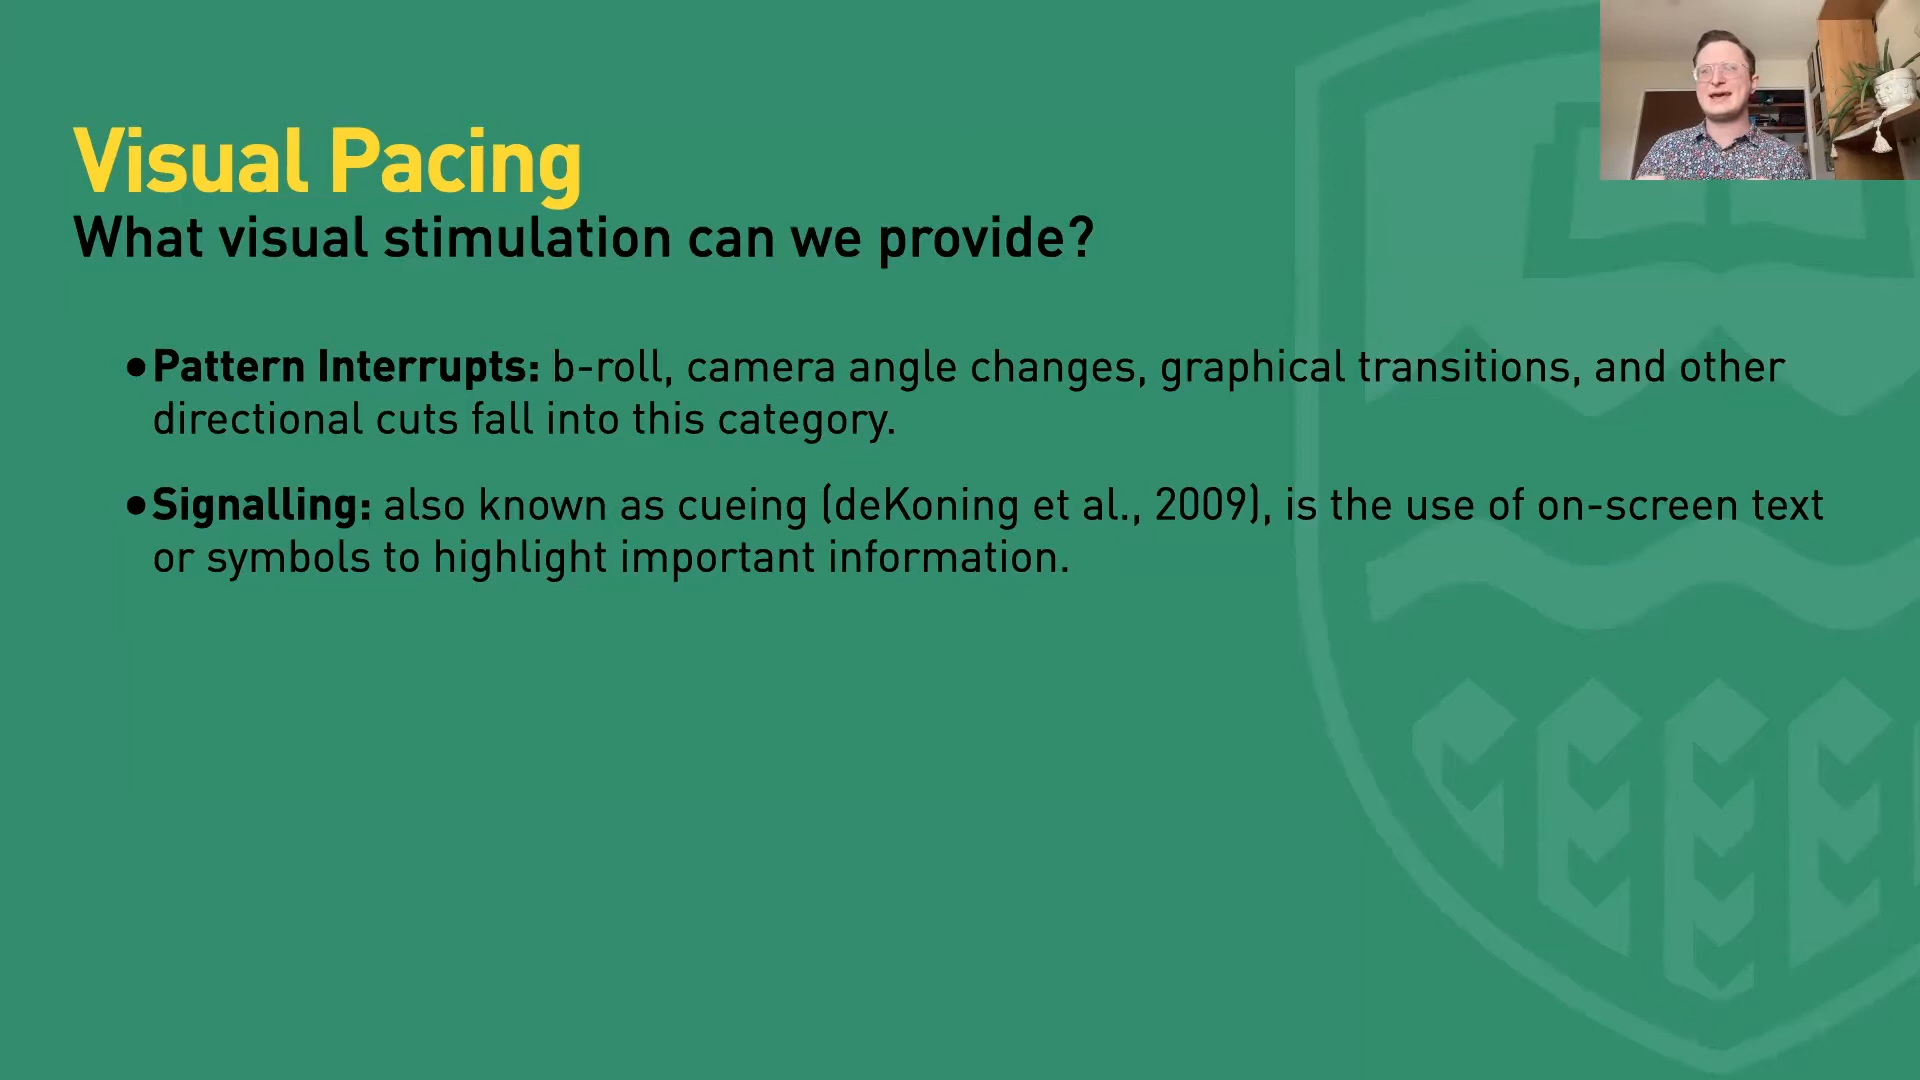 Visual Pacing
What visual stimulation can we provide?
●Pattern Interrupts: b-roll, camera angle changes, graphical transitions, and other
directional cuts fall into this category.
●Signalling: also known as cueing (deKoning et al., 2009), is the use of on-screen text
or symbols to highlight important information.